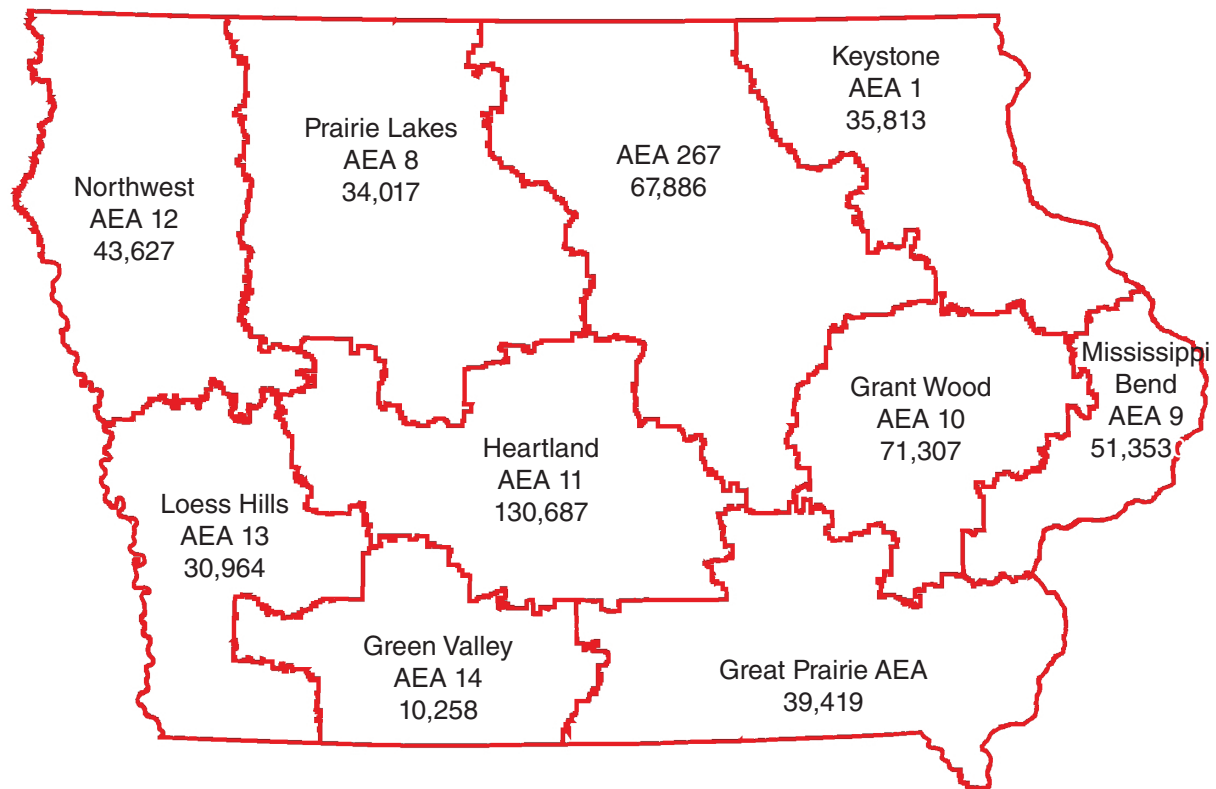 Keystone
AEA 1
35,813
Prairie Lakes
AEA 8
34,017
AEA 267
67,886
Northwest
AEA 12
43,627
Mississippi
Bend
AEA 9
51,353
Grant Wood
AEA 10
71,307
Heartland
AEA 11
130,687
Loess Hills
AEA 13
30,964
Green Valley
AEA 14
10,258
Great Prairie AEA
39,419